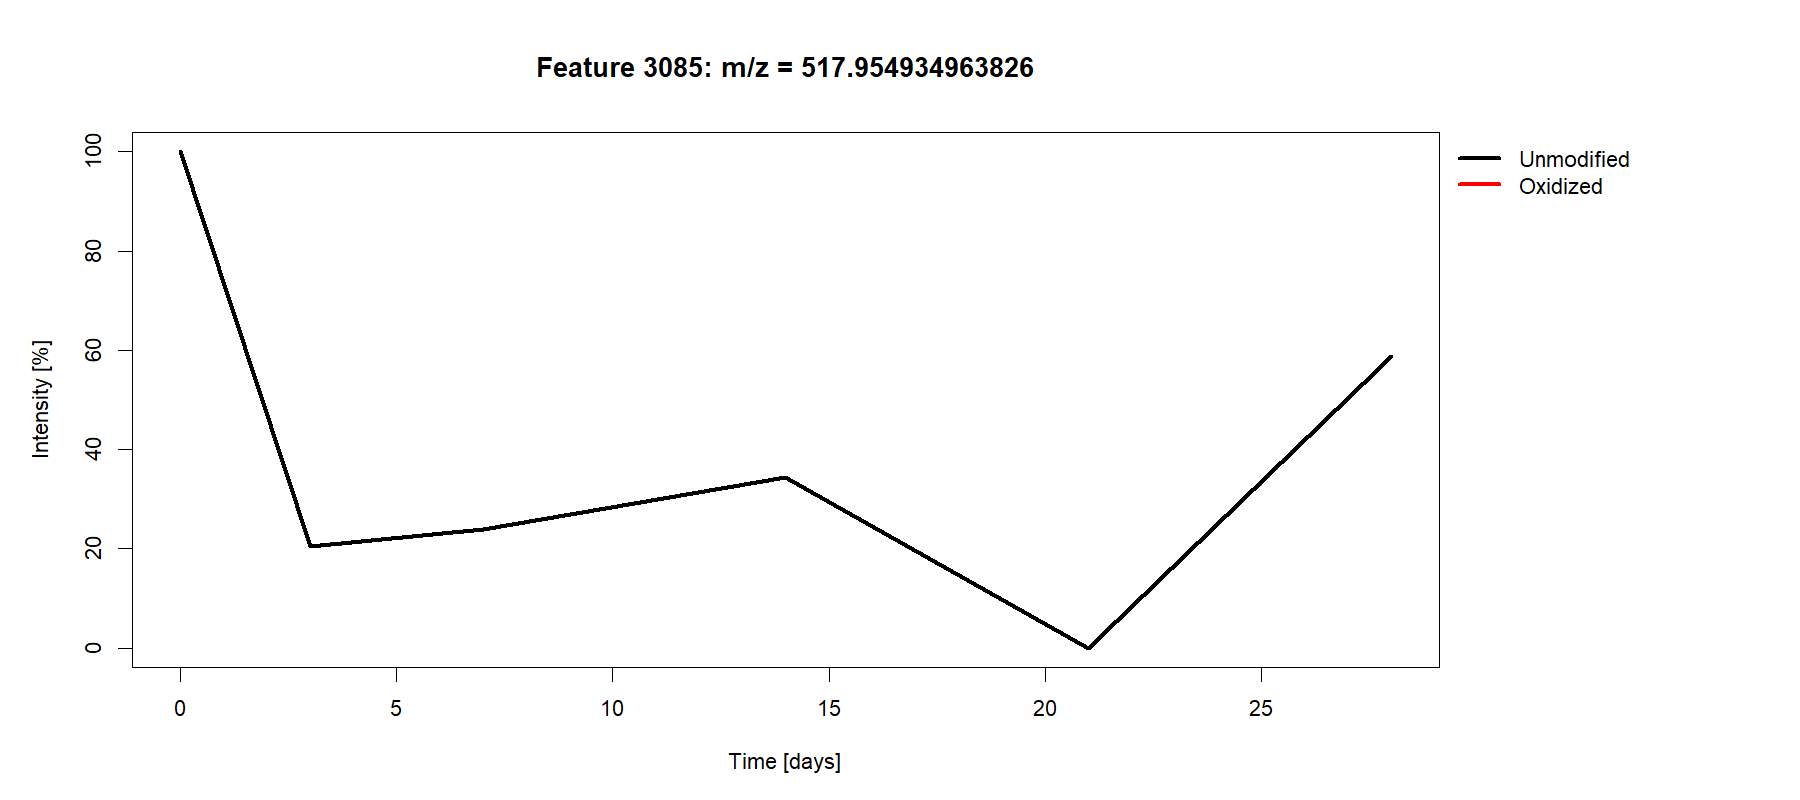 Feature 3085: m/z = 517.954934963826
Unmodified
Oxidized
Intensity [%]
100
80
60
40
20
0
0 5 10 15 20 25
Time [days]